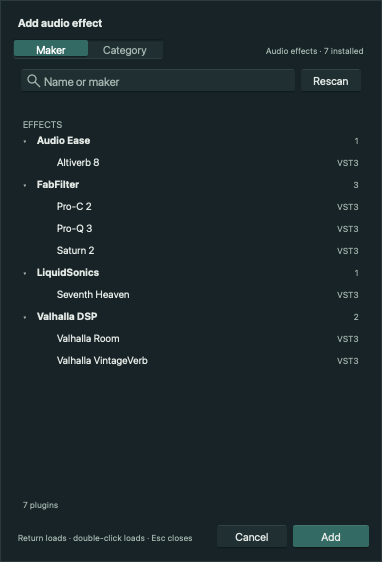 Add audio effect
Maker Category Audio effects · 7 installed
Name or maker Rescan
EFFECTS
Audio Ease 1
Altiverb 8 VST3
FabFilter 3
Pro-C 2 VST3
Pro-Q 3 VST3
Saturn 2 VST3
LiquidSonics 1
Seventh Heaven VST3
Valhalla DSP 2
Valhalla Room VST3
Valhalla VintageVerb VST3
7 plugins
Return loads · double-click loads · Esc closes Cancel Add